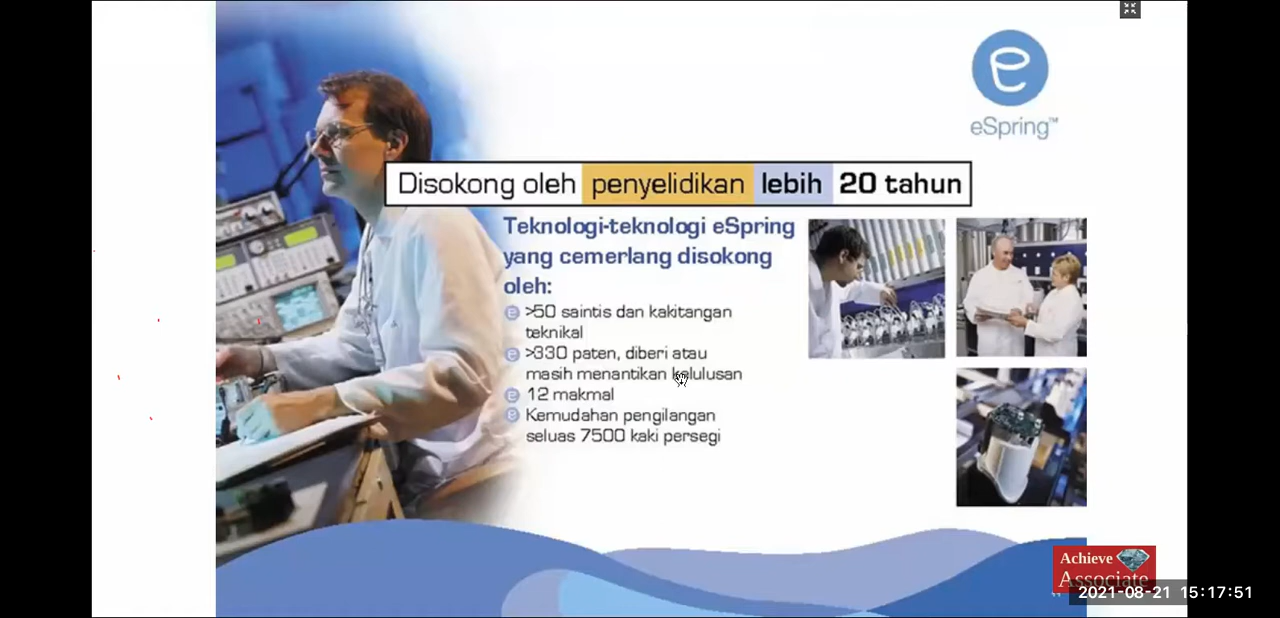 eSpring™
Disokong oleh penyelidikan lebih 20 tahun
Teknologi-teknologi eSpring
yang cemerlang disokong
oleh:
>50 saintis dan kakitangan
teknikal
>330 paten, diberi atau
masih menantikan kelulusan
12 makmal
Kemudahan pengilangan
seluas 7500 kaki persegi
Achieve
Associate
2021-08-21 15:17:51